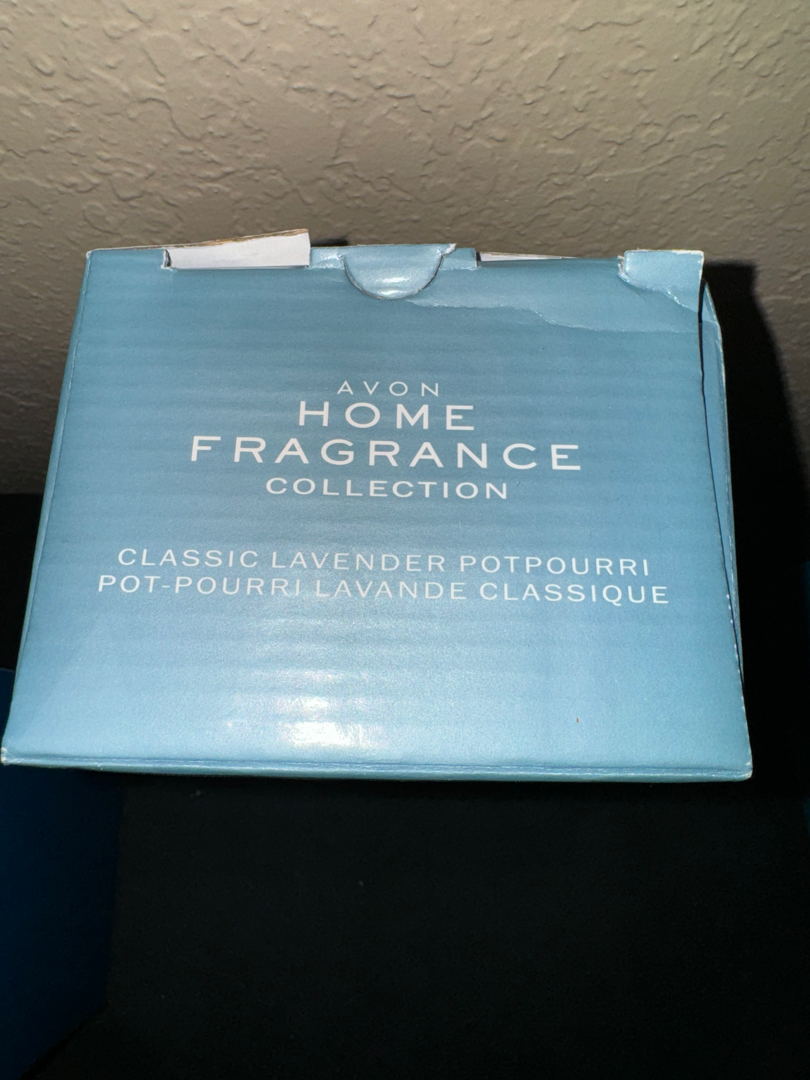 AVON
HOME
FRAGRANCE
COLLECTION
CLASSIC LAVENDER POTPOURRI
POT-POURRI LAVANDE CLASSIQUE